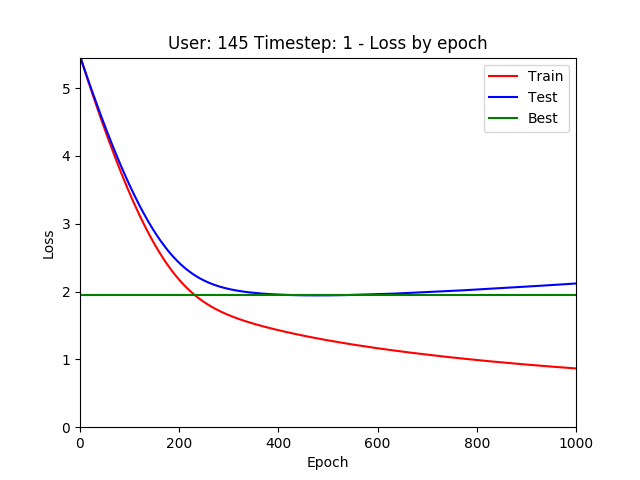 User: 145 Timestep: 1 - Loss by epoch
Train
Test
Best
Loss
5
4
3
2
1
0
0 200 400 600 800 1000
Epoch